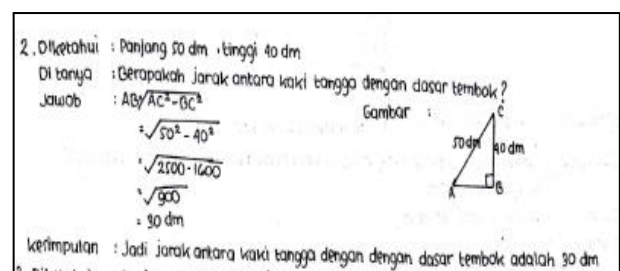 2. Diketahui : Panjang 50 dm, tinggi 40 dm
Di tanya : Berapakah jarak antara kaki tangga dengan dasar tembok?
Jawab : AB √AC² - BC²
Gambar :
C
= √50² - 40²
50 dm
40 dm
= √2500 - 1600
A
B
= √900
= 30 dm
kesimpulan : Jadi jarak antara kaki tangga dengan dengan dasar tembok adalah 30 dm